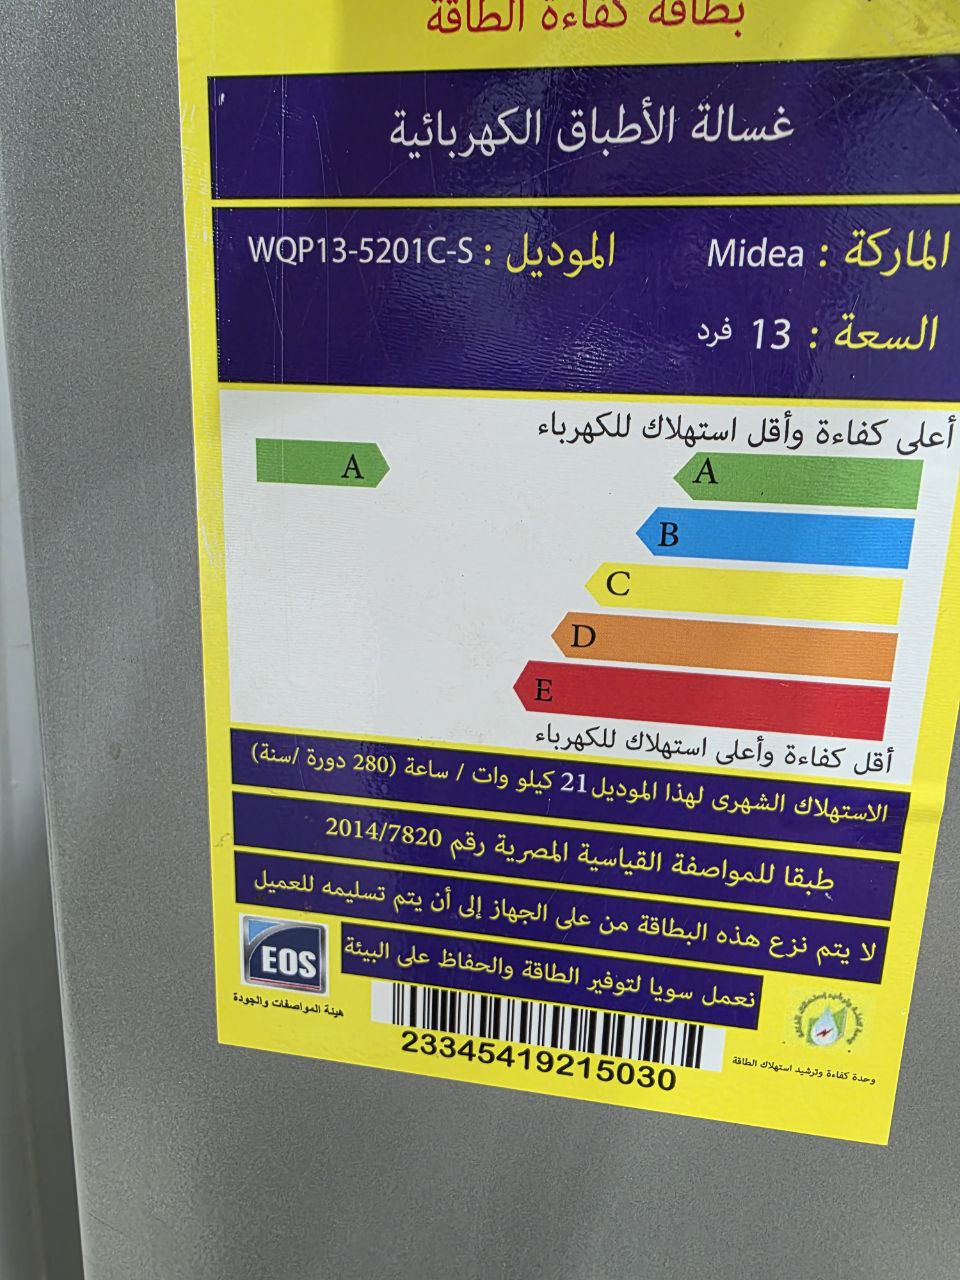 بطاقة كفاءة الطاقة
غسالة الأطباق الكهربائية
الماركة : Midea الموديل : WQP13-5201C-S
السعة : 13 فرد
أعلى كفاءة وأقل استهلاك للكهرباء
A A
B
C
D
E
أقل كفاءة وأعلى استهلاك للكهرباء
الاستهلاك الشهرى لهذا الموديل 21 كيلو وات / ساعة (280 دورة /سنة)
طبقا للمواصفة القياسية المصرية رقم 2014/7820
لا يتم نزع هذه البطاقة من على الجهاز إلى أن يتم تسليمه للعميل
نعمل سويا لتوفير الطاقة والحفاظ على البيئة
EOS
هيئة المواصفات والجودة
23345419215030
وحدة كفاءة وترشيد استهلاك الطاقة